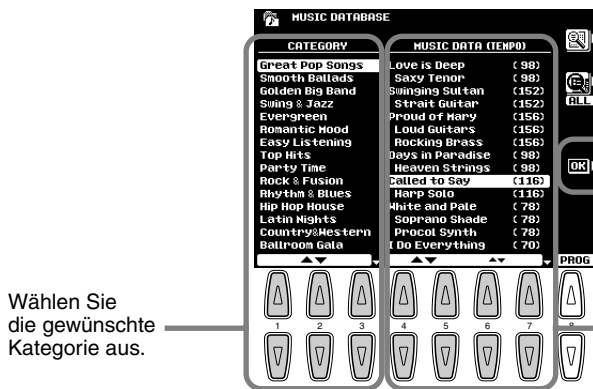 MUSIC DATABASE
CATEGORY
Great Pop Songs
Smooth Ballads
Golden Big Band
Swing & Jazz
Evergreen
Romantic Mood
Easy Listening
Top Hits
Party Time
Rock & Fusion
Rhythm & Blues
Hip Hop House
Latin Nights
Country&Western
Ballroom Gala
MUSIC DATA (TEMPO)
Love is Deep ( 98)
Saxy Tenor ( 98)
Swinging Sultan (152)
Strait Guitar (152)
Proud of Mary (156)
Loud Guitars (156)
Rocking Brass (156)
Days in Paradise ( 98)
Heaven Strings ( 98)
Called to Say (116)
Harp Solo (116)
White and Pale ( 78)
Soprano Shade ( 78)
Procol Synth ( 78)
I Do Everything ( 70)
ALL
OK
PROG
1 2 3 4 5 6 7
Wählen Sie
die gewünschte
Kategorie aus.